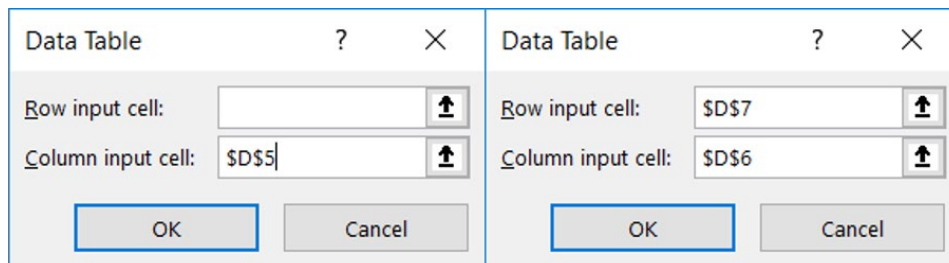 Data Table ? ×
Row input cell:
Column input cell: $D$5
OK Cancel
Data Table ? ×
Row input cell: $D$7
Column input cell: $D$6
OK Cancel